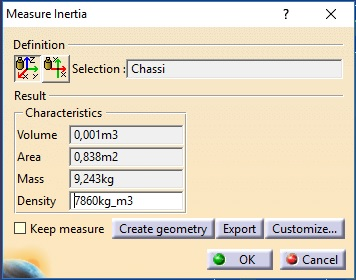 Measure Inertia
Definition
Selection : Chassi
Result
Characteristics
Volume 0,001m3
Area 0,838m2
Mass 9,243kg
Density 7860kg_m3
Keep measure Create geometry Export Customize...
OK Cancel